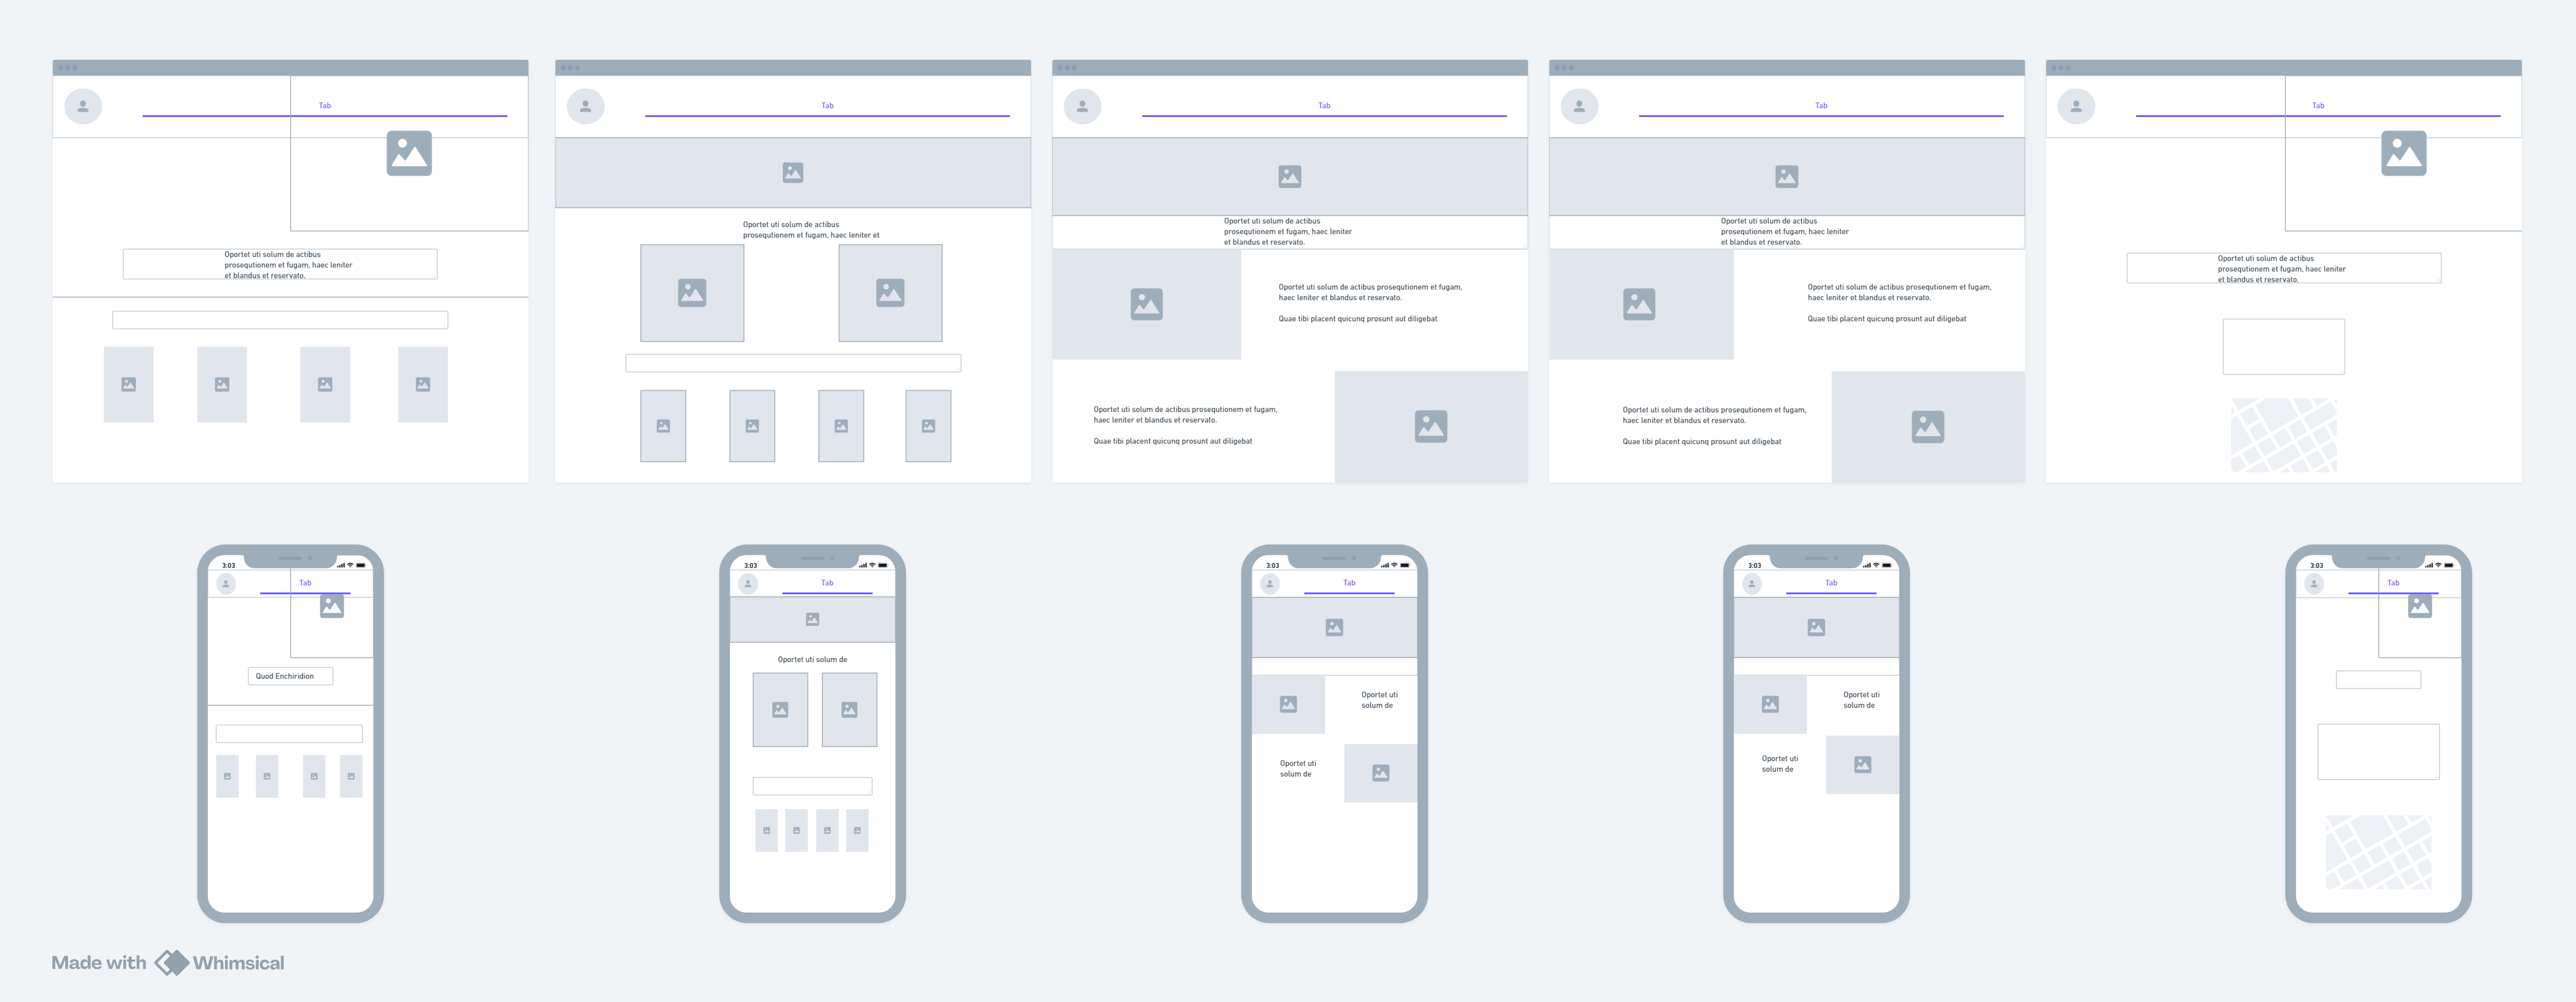 Tab
Oportet uti solum de actibus
prosequtionem et fugam, haec leniter
et blandus et reservato.
Tab
Oportet uti solum de actibus
prosequtionem et fugam, haec leniter et
Tab
Oportet uti solum de actibus
prosequtionem et fugam, haec leniter
et blandus et reservato.
Oportet uti solum de actibus prosequtionem et fugam,
haec leniter et blandus et reservato.
Quae tibi placent quicunq prosunt aut diligebat
Oportet uti solum de actibus prosequtionem et fugam,
haec leniter et blandus et reservato.
Quae tibi placent quicunq prosunt aut diligebat
Tab
Oportet uti solum de actibus
prosequtionem et fugam, haec leniter
et blandus et reservato.
Oportet uti solum de actibus prosequtionem et fugam,
haec leniter et blandus et reservato.
Quae tibi placent quicunq prosunt aut diligebat
Oportet uti solum de actibus prosequtionem et fugam,
haec leniter et blandus et reservato.
Quae tibi placent quicunq prosunt aut diligebat
Tab
Oportet uti solum de actibus
prosequtionem et fugam, haec leniter
et blandus et reservato.
3:03
Tab
Quod Enchiridion
3:03
Tab
Oportet uti solum de
3:03
Tab
Oportet uti
solum de
Oportet uti
solum de
3:03
Tab
Oportet uti
solum de
Oportet uti
solum de
3:03
Tab
Made with Whimsical